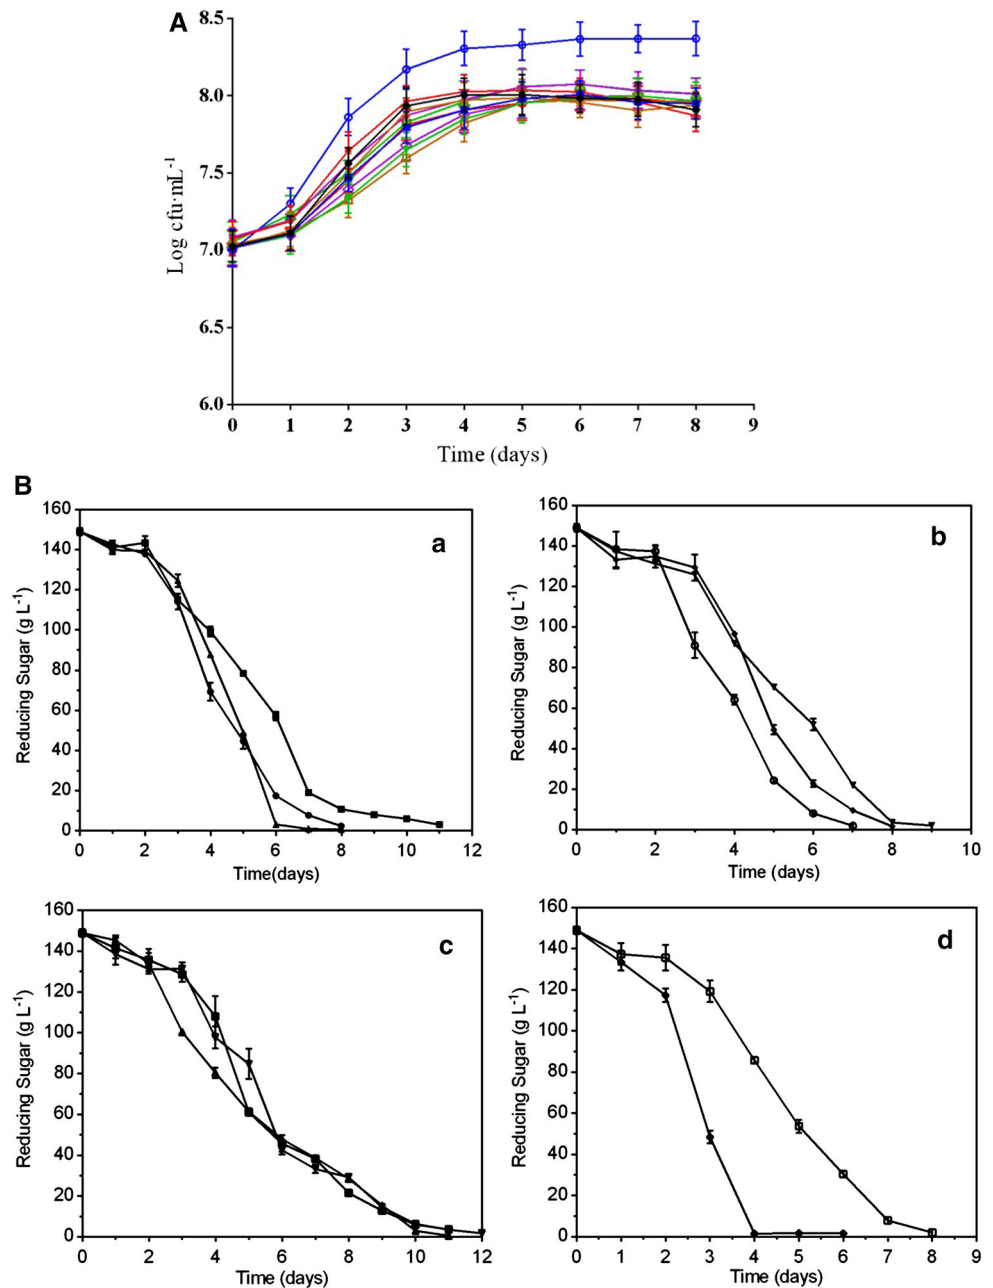 A
Log cfu·mL-1
8.5
8.0
7.5
7.0
6.5
6.0
0 1 2 3 4 5 6 7 8 9
Time (days)
B
a
Reducing Sugar (g L-1)
160
140
120
100
80
60
40
20
0
0 2 4 6 8 10 12
Time(days)
b
Reducing Sugar (g L-1)
160
140
120
100
80
60
40
20
0
0 2 4 6 8 10
Time (days)
c
Reducing Sugar (g L-1)
160
140
120
100
80
60
40
20
0
0 2 4 6 8 10 12
Time (days)
d
Reducing Sugar (g L-1)
160
140
120
100
80
60
40
20
0
0 1 2 3 4 5 6 7 8 9
Time (days)